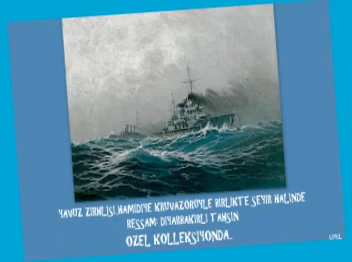 YAVUZ ZIRHLISI,HAMİDİYE KRUVAZÖRÜYLE BİRLİKTE SEYİR HALİNDE
RESSAM: DİYARBAKIRLI TAHSİN
ÖZEL KOLLEKSİYONDA..